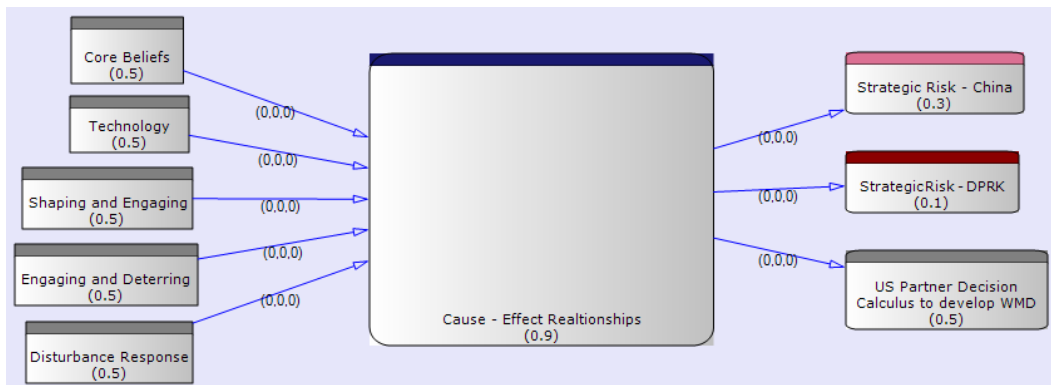 Core Beliefs
(0.5)
Technology
(0.5)
Shaping and Engaging
(0.5)
Engaging and Deterring
(0.5)
Disturbance Response
(0.5)
(0,0,0)
(0,0,0)
(0,0,0)
(0,0,0)
(0,0,0)
Cause - Effect Realtionships
(0.9)
(0,0,0)
(0,0,0)
(0,0,0)
Strategic Risk - China
(0.3)
StrategicRisk - DPRK
(0.1)
US Partner Decision
Calculus to develop WMD
(0.5)